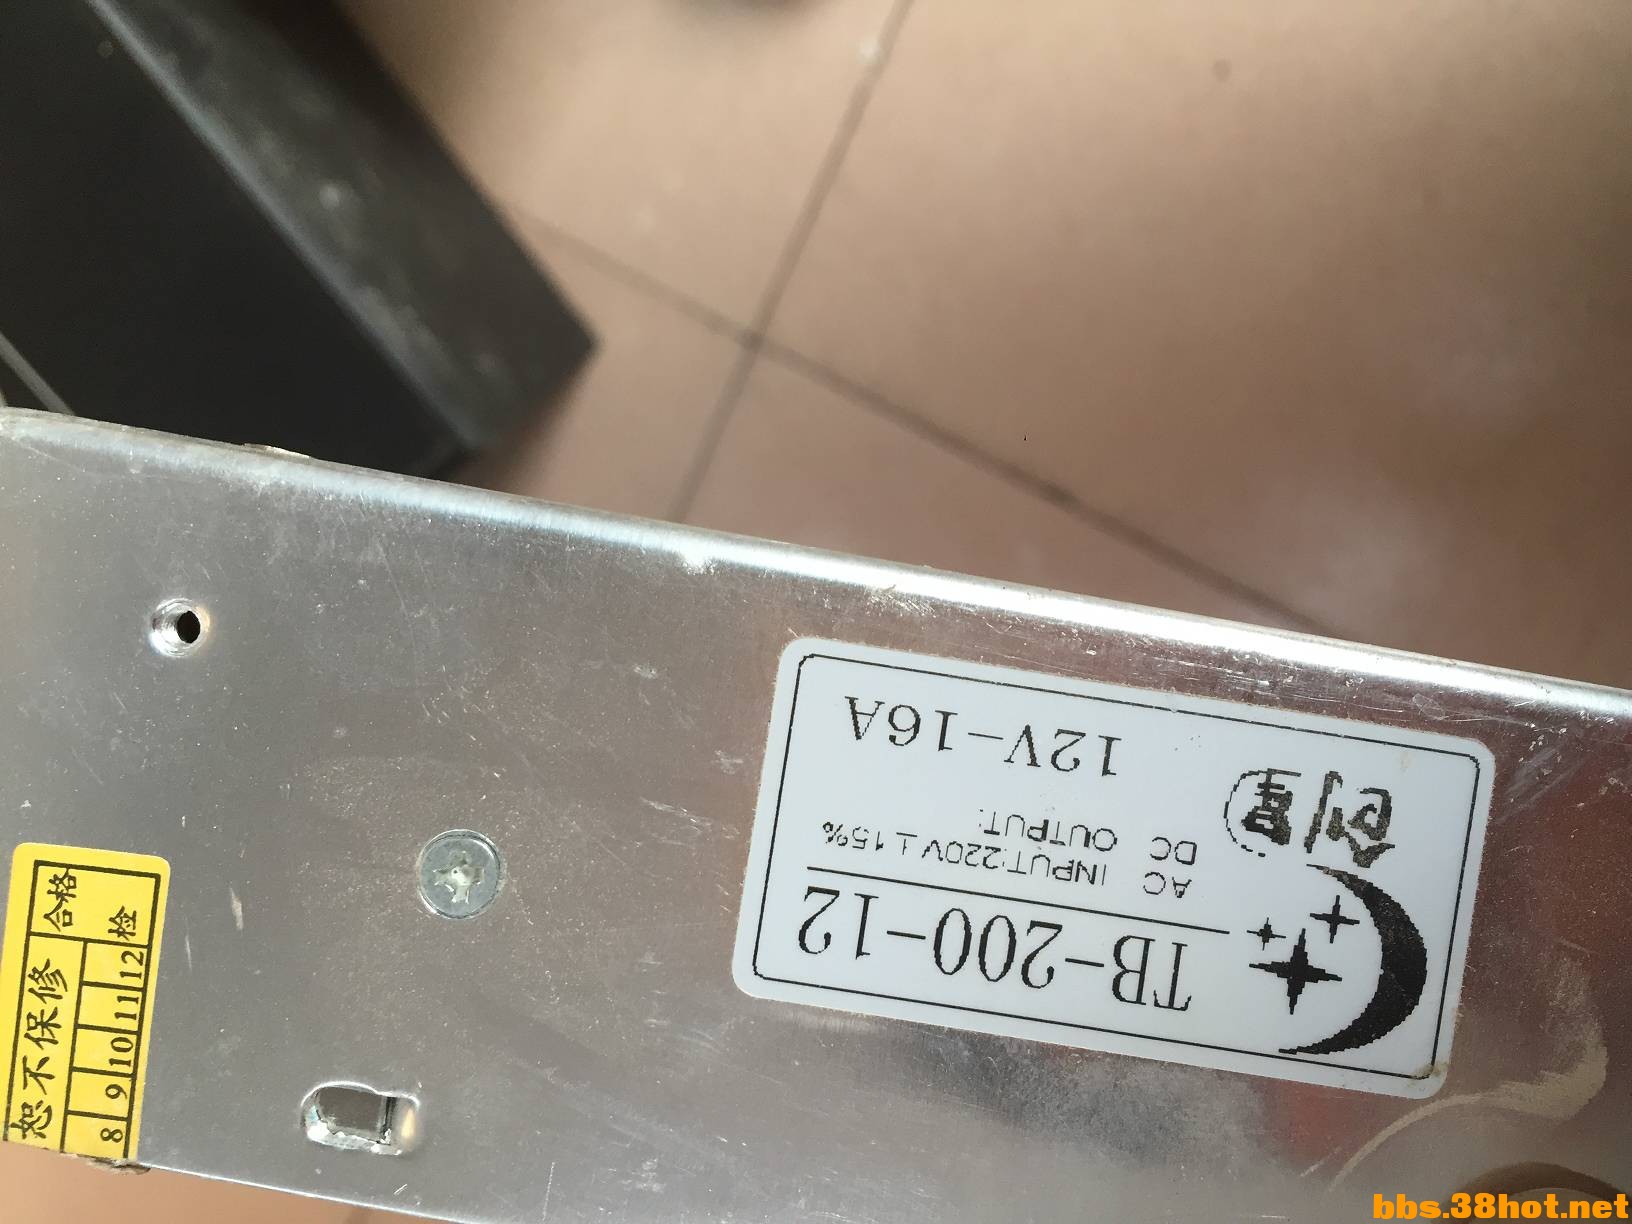 TB-200-12
AC INPUT:220V±15%
DC OUTPUT:
12V-16A
创星
恕不保修
合格
检
8 9 10 11 12
bbs.38hot.net